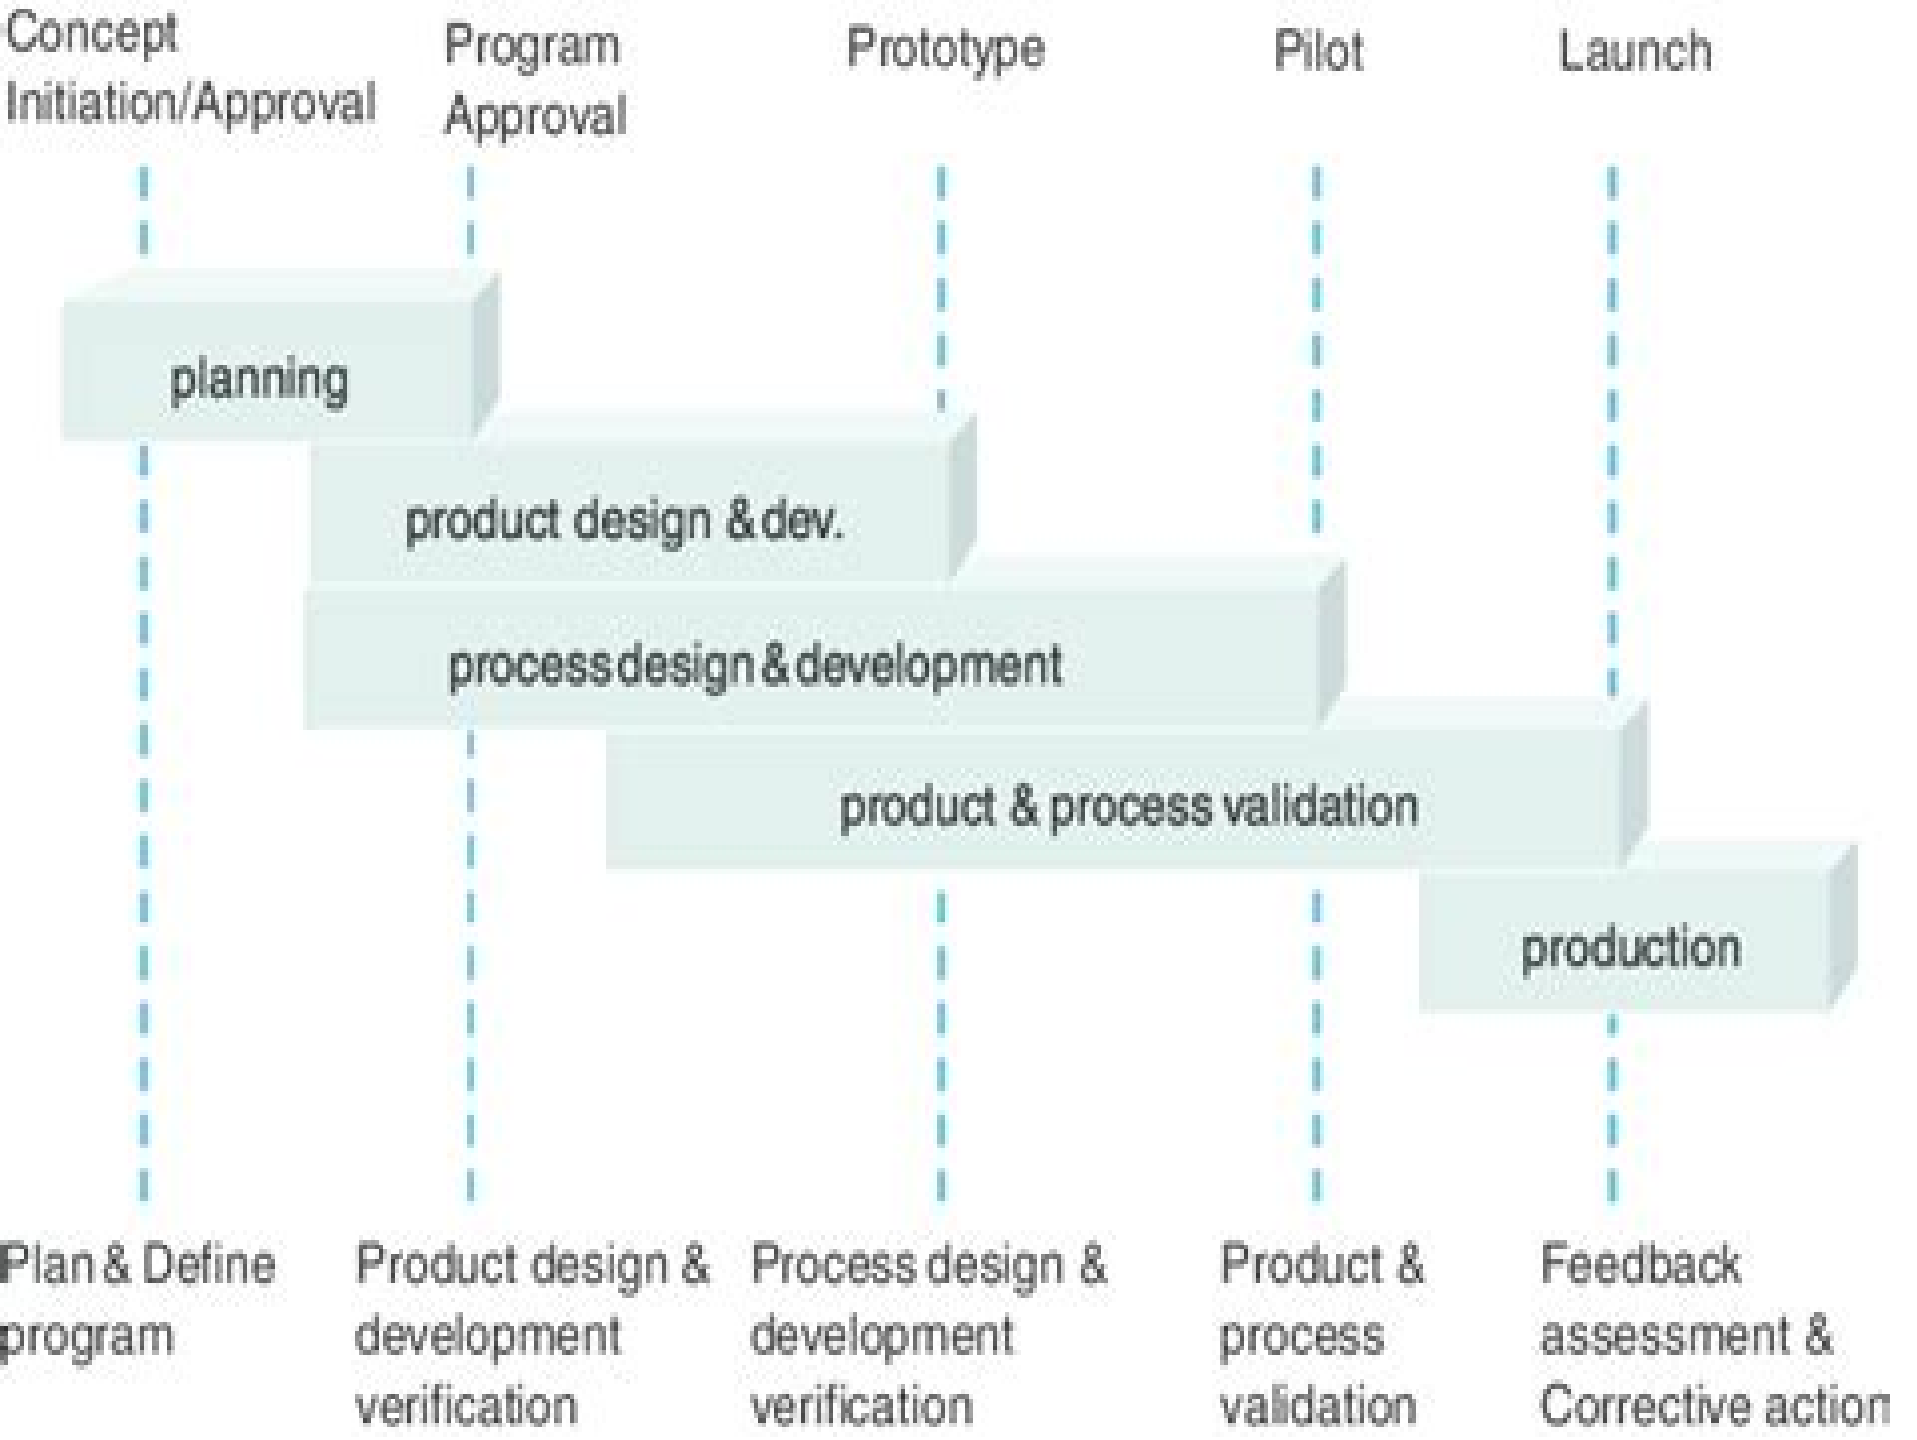 Concept
Initiation/Approval
Program
Approval
Prototype
Pilot
Launch
planning
product design & dev.
process design & development
product & process validation
production
Plan & Define
program
Product design &
development
verification
Process design &
development
verification
Product &
process
validation
Feedback
assessment &
Corrective action